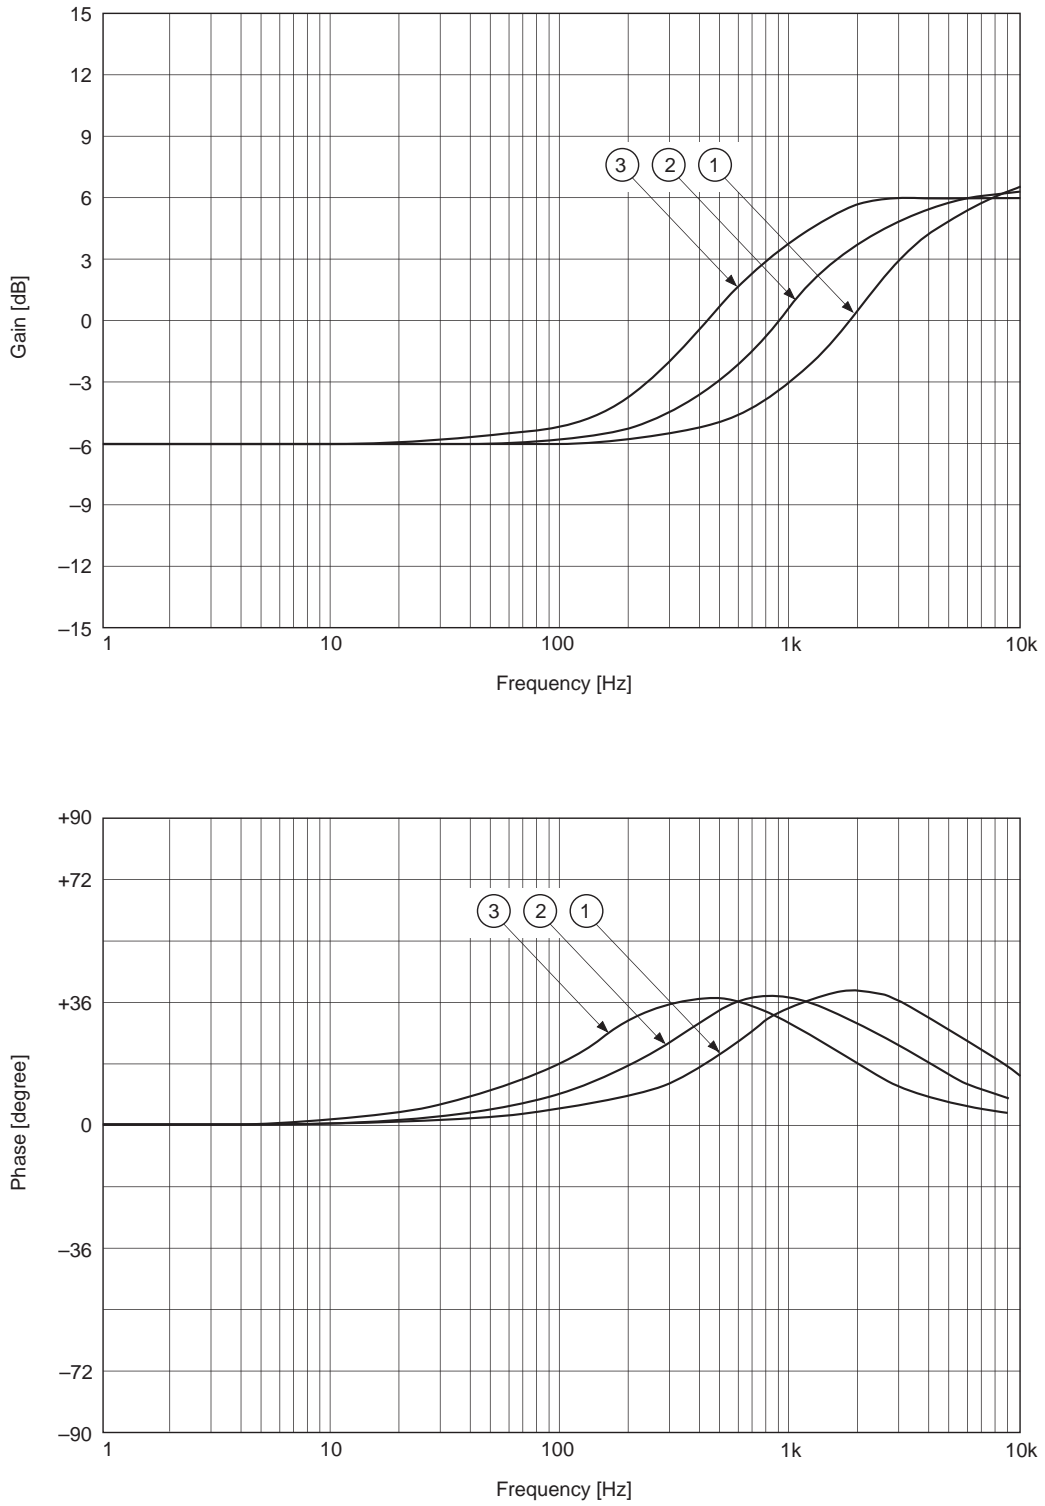 15
12
9
3 2 1
6
3
0
–3
–6
–9
–12
–15
Gain [dB]
1 10 100 1k 10k
Frequency [Hz]
+90
+72
3 2 1
+36
0
–36
–72
–90
Phase [degree]
1 10 100 1k 10k
Frequency [Hz]